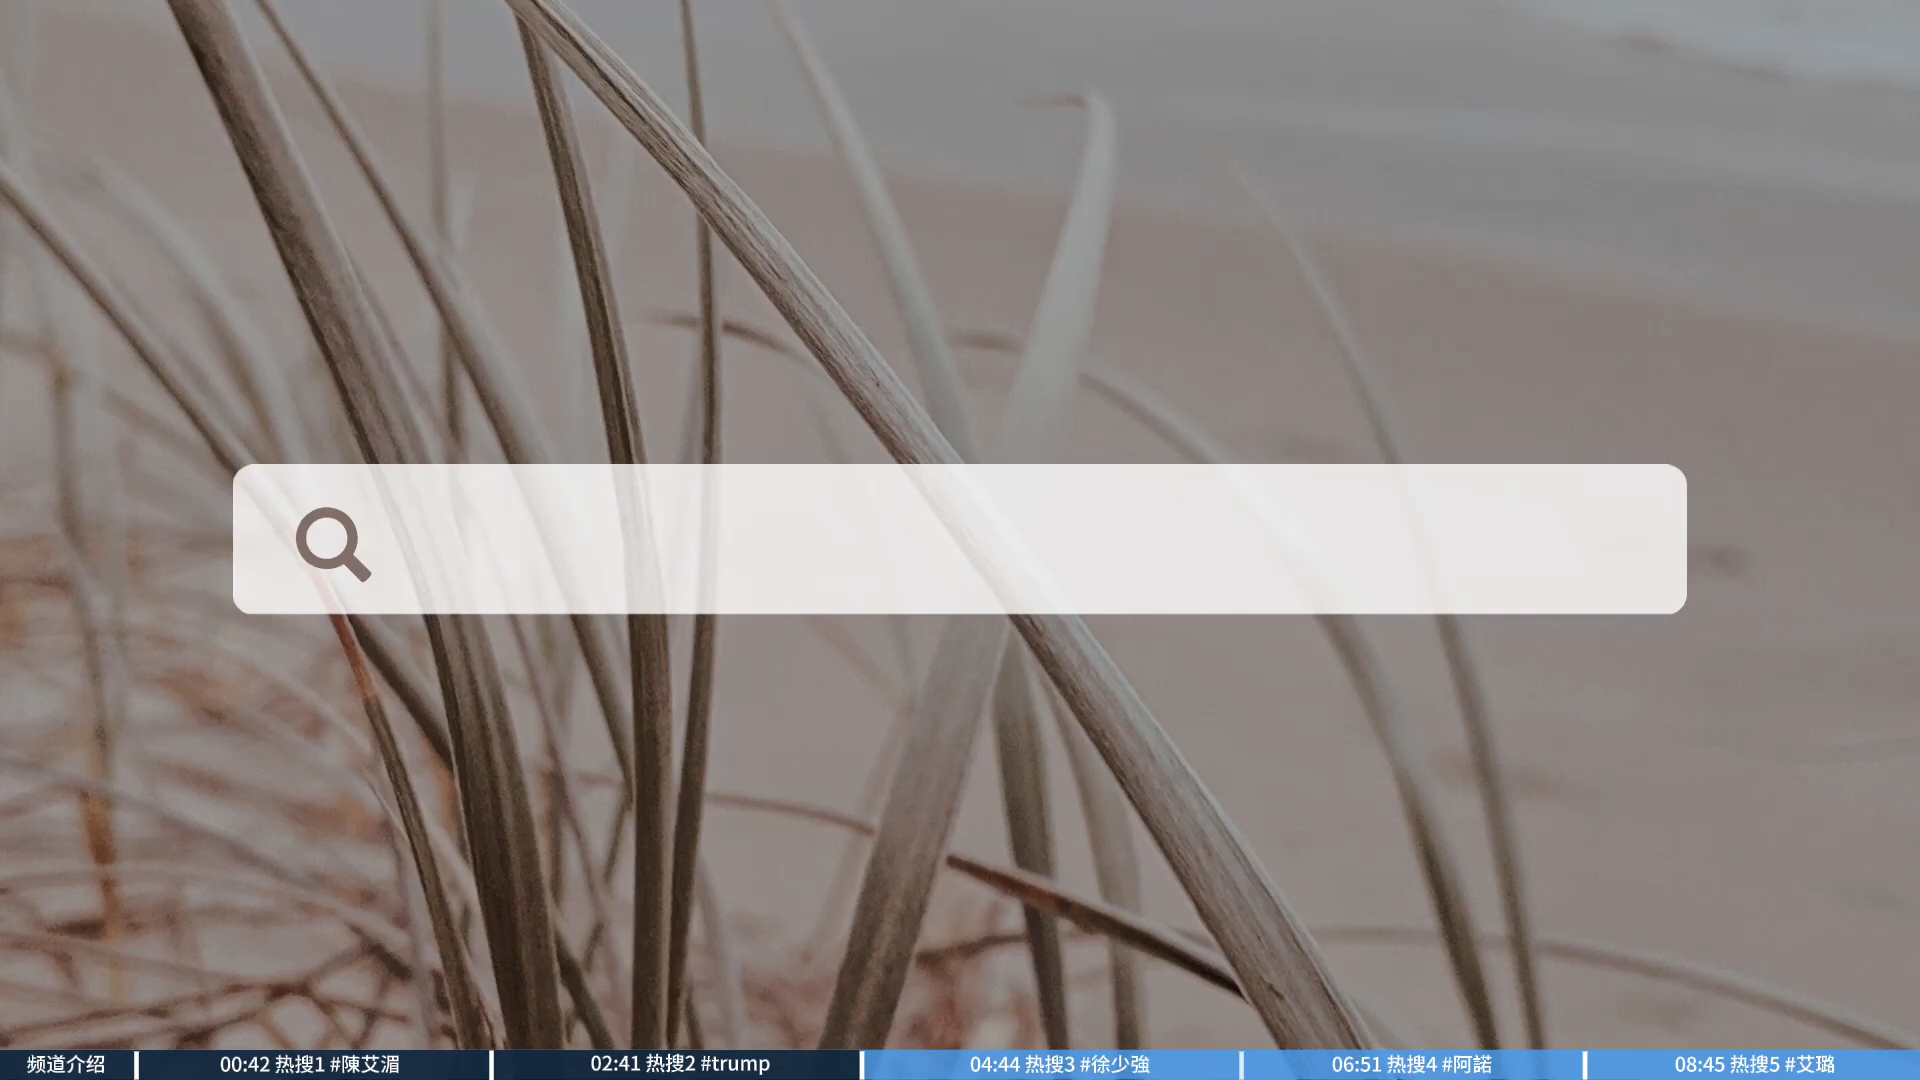 频道介绍
00:42 热搜1 #陳艾湄
02:41 热搜2 #trump
04:44 热搜3 #徐少強
06:51 热搜4 #阿諾
08:45 热搜5 #艾璐